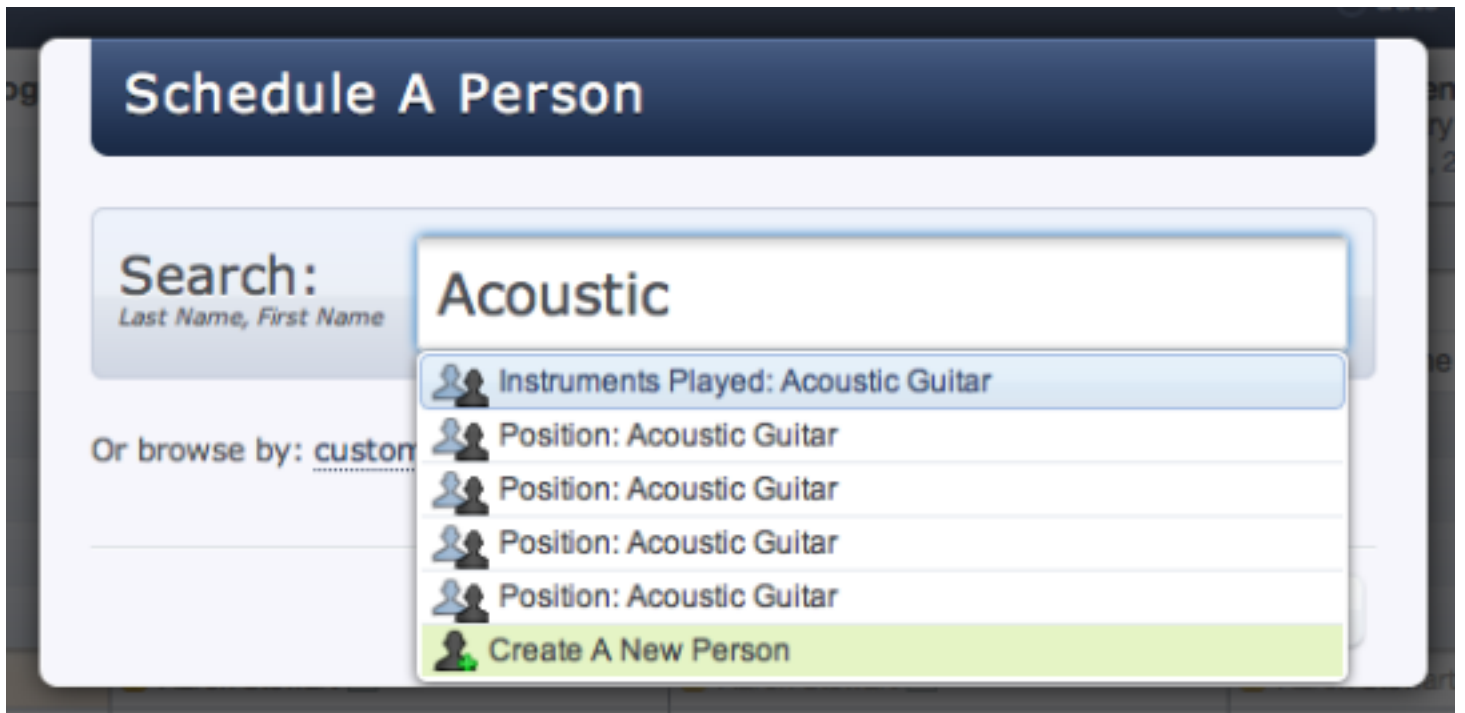 Schedule A Person
Search:
Last Name, First Name
Acoustic
Instruments Played: Acoustic Guitar
Position: Acoustic Guitar
Position: Acoustic Guitar
Position: Acoustic Guitar
Position: Acoustic Guitar
Create A New Person
Or browse by: custom